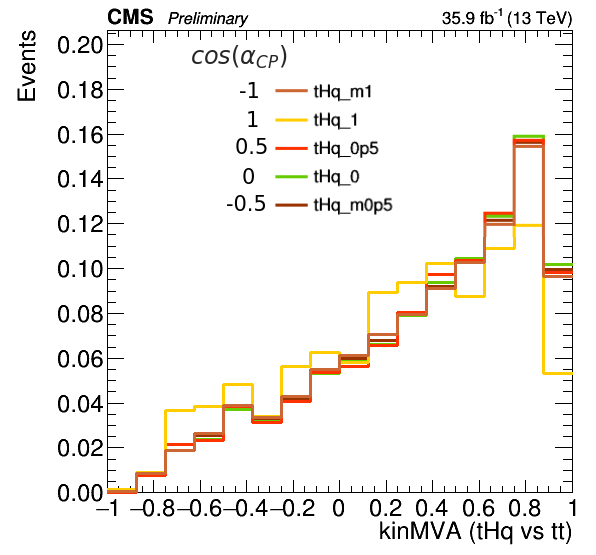 CMS Preliminary 35.9 fb⁻¹ (13 TeV)
Events
cos(α_CP)
-1 tHq_m1
1 tHq_1
0.5 tHq_0p5
0 tHq_0
-0.5 tHq_m0p5
0.20
0.18
0.16
0.14
0.12
0.10
0.08
0.06
0.04
0.02
0.00
−1 −0.8 −0.6 −0.4 −0.2 0 0.2 0.4 0.6 0.8 1
kinMVA (tHq vs tt)